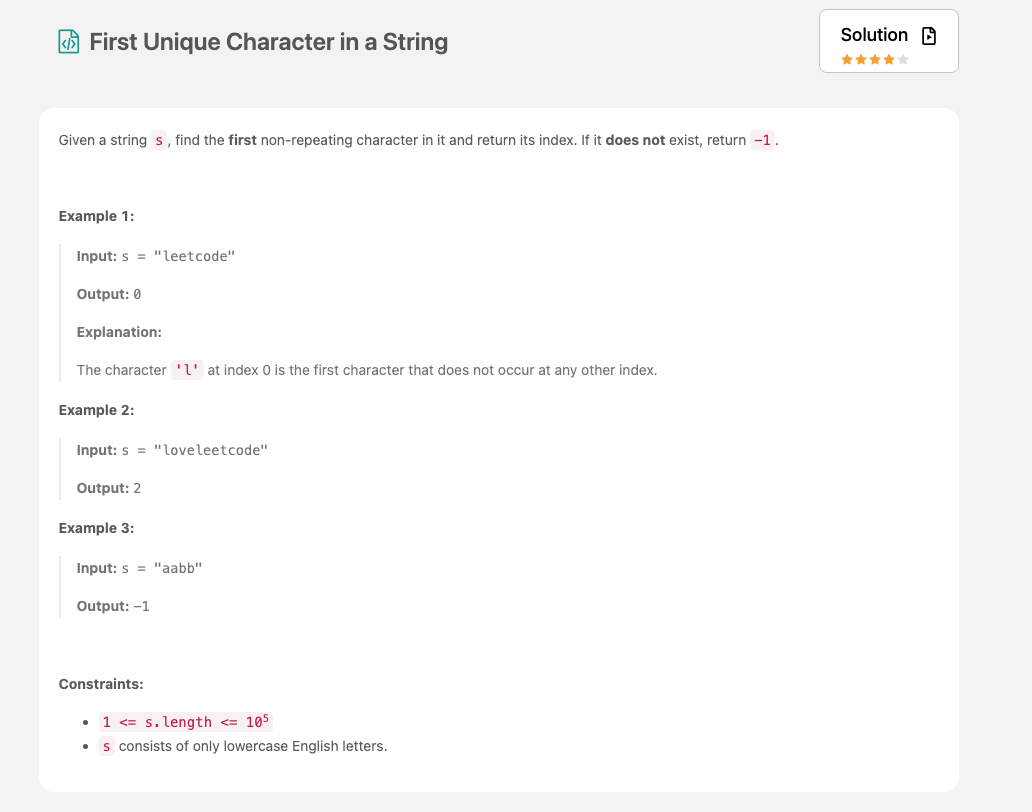 First Unique Character in a String
Solution
Given a string s, find the first non-repeating character in it and return its index. If it does not exist, return -1.
Example 1:
Input: s = "leetcode"
Output: 0
Explanation:
The character 'l' at index 0 is the first character that does not occur at any other index.
Example 2:
Input: s = "loveleetcode"
Output: 2
Example 3:
Input: s = "aabb"
Output: -1
Constraints:
1 <= s.length <= 10⁵
s consists of only lowercase English letters.